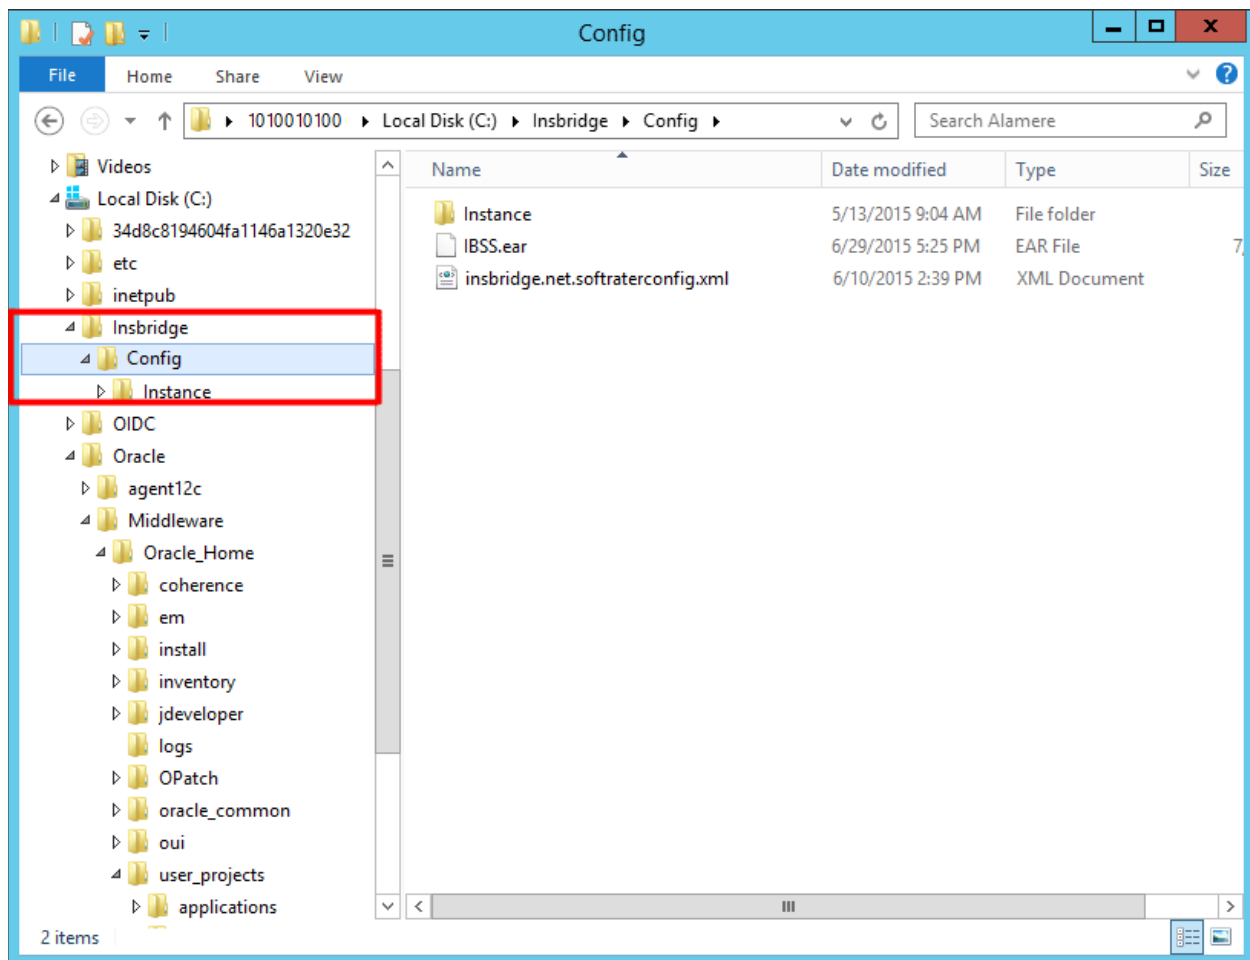 Config
File Home Share View
1010010100 Local Disk (C:) Insbridge Config Search Alamere
Videos
Local Disk (C:)
34d8c8194604fa1146a1320e32
etc
inetpub
Insbridge
Config
Instance
OIDC
Oracle
agent12c
Middleware
Oracle_Home
coherence
em
install
inventory
jdeveloper
logs
OPatch
oracle_common
oui
user_projects
applications
Name Date modified Type Size
Instance 5/13/2015 9:04 AM File folder
IBSS.ear 6/29/2015 5:25 PM EAR File 7,
insbridge.net.softraterconfig.xml 6/10/2015 2:39 PM XML Document
2 items